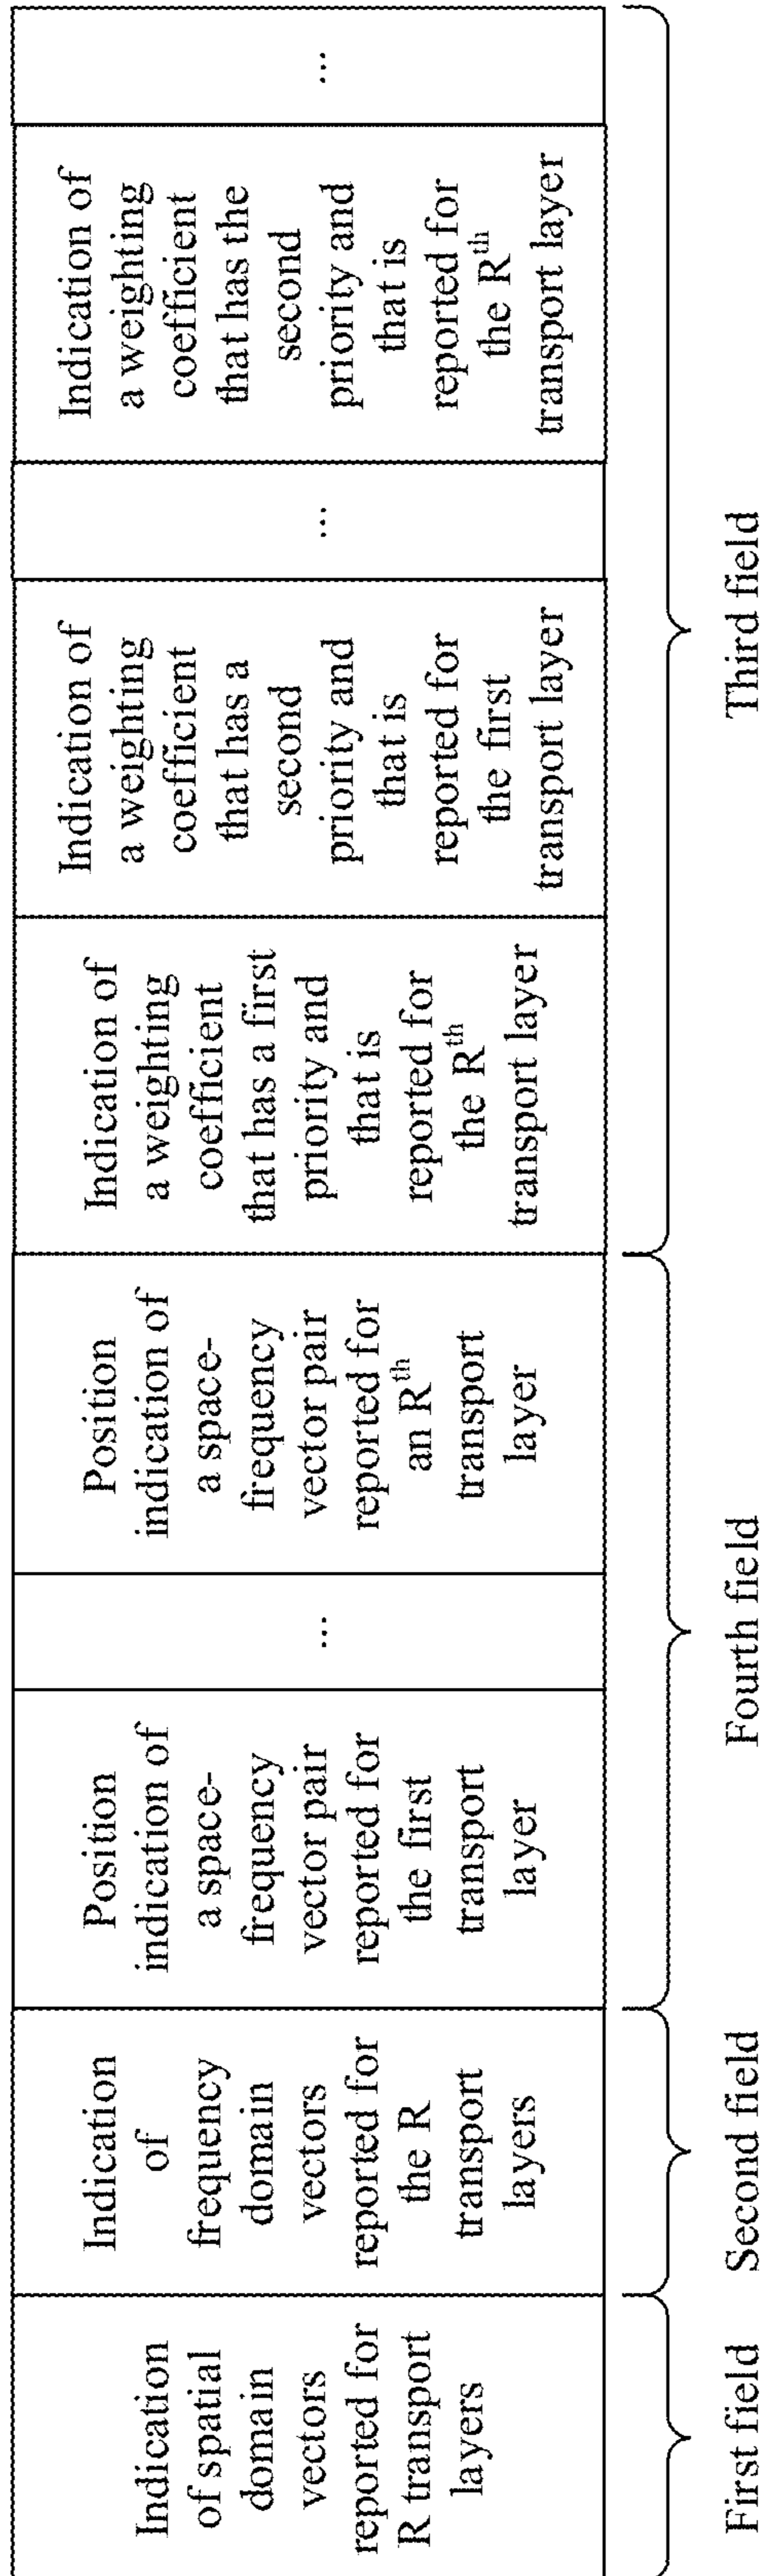 Indication
of spatial
domain
vectors
reported for
R transport
layers
Indication
of
frequency
domain
vectors
reported for
the R
transport
layers
Position
indication of
a space-
frequency
vector pair
reported for
the first
transport
layer
...
Position
indication of
a space-
frequency
vector pair
reported for
an Rth
transport
layer
Indication of
a weighting
coefficient
that has a first
priority and
that is
reported for
the Rth
transport layer
Indication of
a weighting
coefficient
that has a
second
priority and
that is
reported for
the first
transport layer
...
Indication of
a weighting
coefficient
that has the
second
priority and
that is
reported for
the Rth
transport layer
...
First field
Second field
Fourth field
Third field